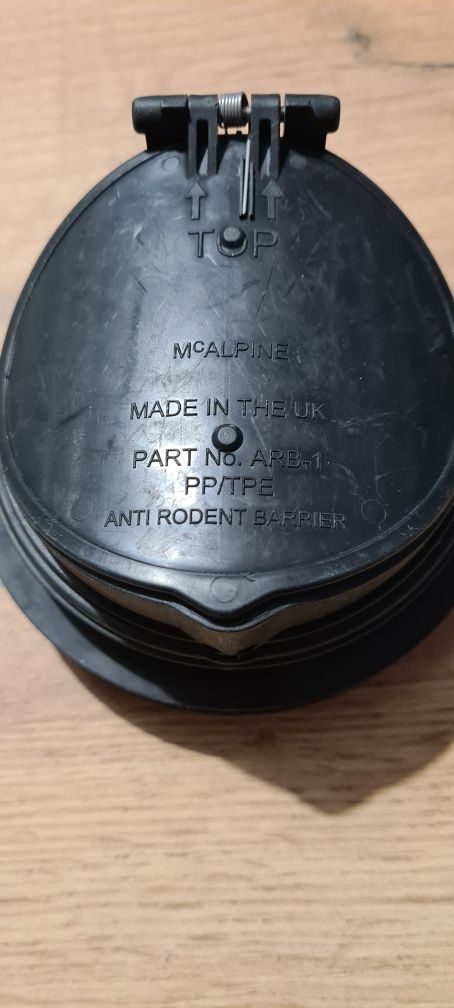 TOP
McALPINE
MADE IN THE UK
PART No. ARB-1
PP/TPE
ANTI RODENT BARRIER